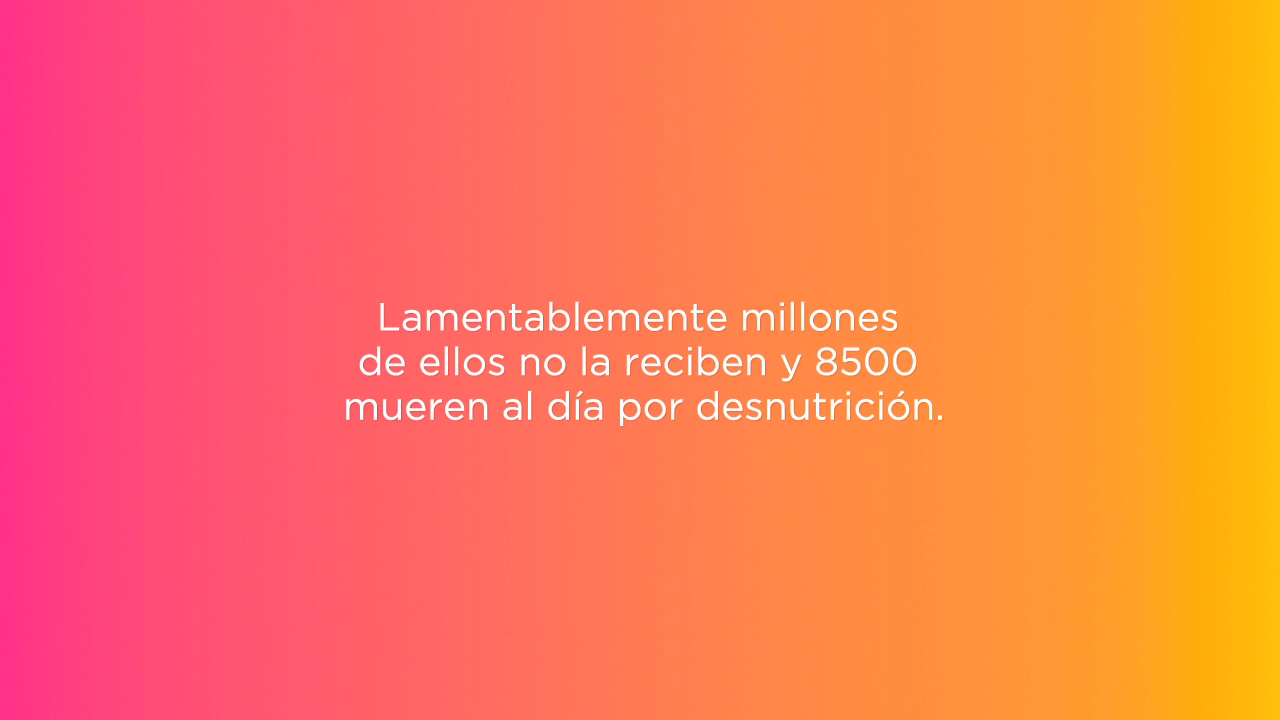 Lamentablemente millones
de ellos no la reciben y 8500
mueren al día por desnutrición.